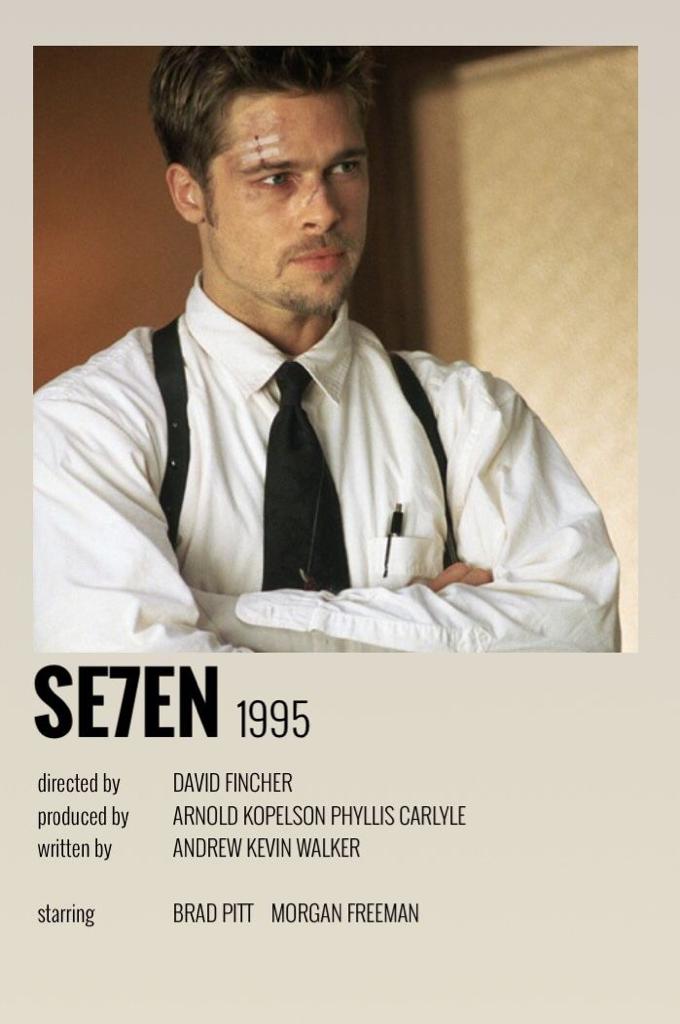 SE7EN 1995
directed by DAVID FINCHER
produced by ARNOLD KOPELSON PHYLLIS CARLYLE
written by ANDREW KEVIN WALKER
starring BRAD PITT MORGAN FREEMAN